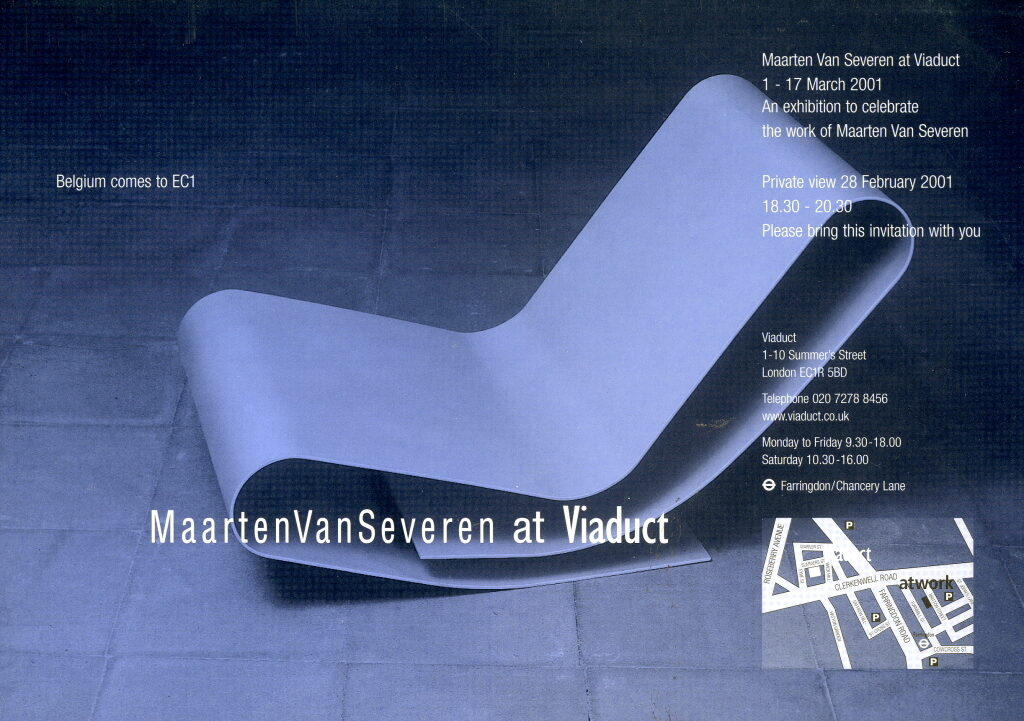 Maarten Van Severen at Viaduct
1 - 17 March 2001
An exhibition to celebrate
the work of Maarten Van Severen
Belgium comes to EC1
Private view 28 February 2001
18.30 - 20.30
Please bring this invitation with you
Viaduct
1-10 Summer's Street
London EC1R 5BD
Telephone 020 7278 8456
www.viaduct.co.uk
Monday to Friday 9.30-18.00
Saturday 10.30-16.00
Farringdon/Chancery Lane
MaartenVanSeveren at Viaduct
P
ROSEBERRY AVENUE
CLERKENWELL ROAD
atwork
P
FARRINGDON ROAD
P
Farringdon
COWCROSS ST
P